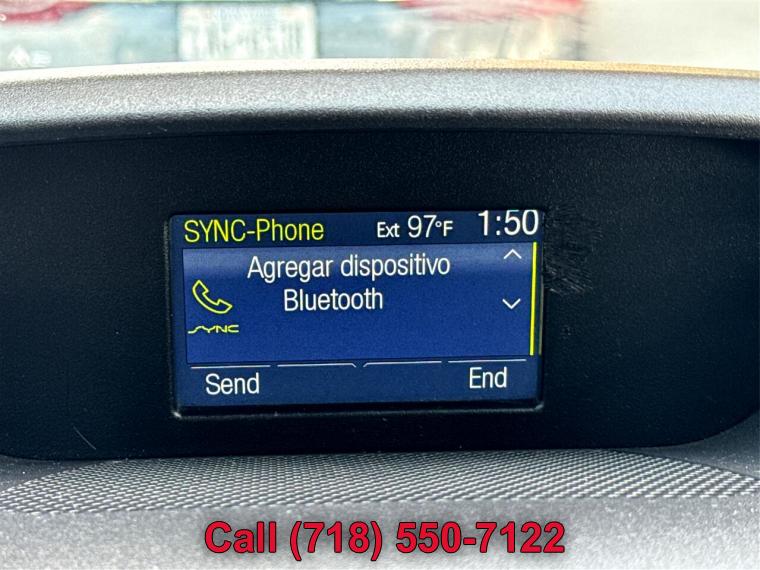 SYNC-Phone Ext 97°F 1:50
Agregar dispositivo
Bluetooth
SYNC
Send End
Call (718) 550-7122